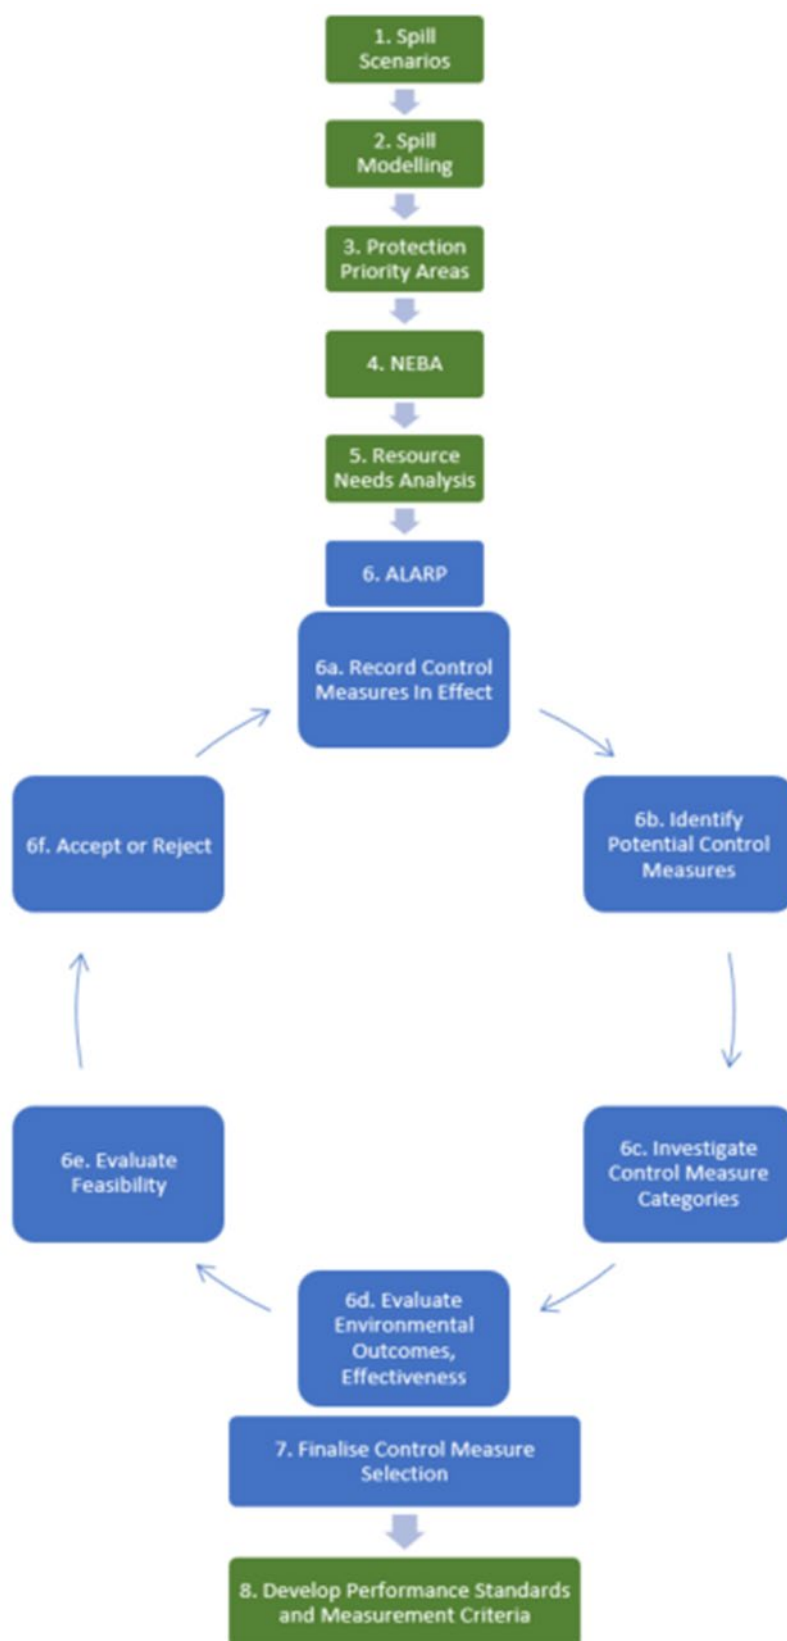 1. Spill
Scenarios
2. Spill
Modelling
3. Protection
Priority Areas
4. NEBA
5. Resource
Needs Analysis
6. ALARP
6a. Record Control
Measures In Effect
6b. Identify
Potential Control
Measures
6c. Investigate
Control Measure
Categories
6d. Evaluate
Environmental
Outcomes,
Effectiveness
6e. Evaluate
Feasibility
6f. Accept or Reject
7. Finalise Control Measure
Selection
8. Develop Performance Standards
and Measurement Criteria